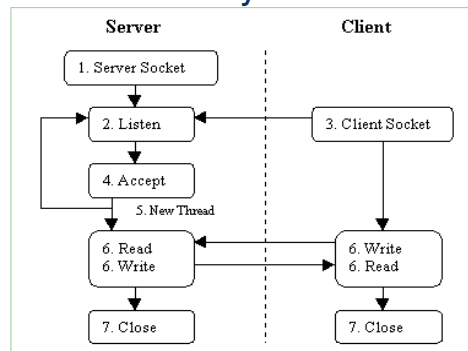 Server Client
1. Server Socket
2. Listen 3. Client Socket
4. Accept
5. New Thread
6. Read 6. Write
6. Write 6. Read
7. Close 7. Close